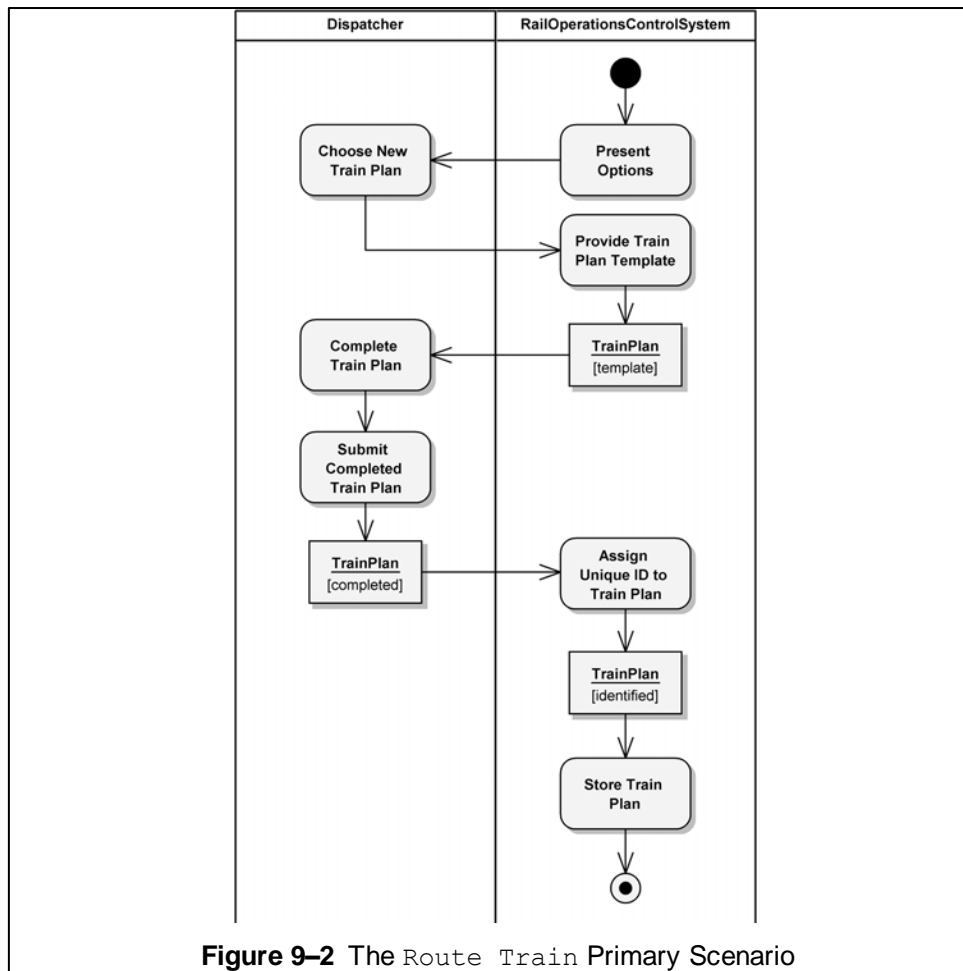 Dispatcher
RailOperationsControlSystem
Choose New
Train Plan
Present
Options
Provide Train
Plan Template
Complete
Train Plan
TrainPlan
[template]
Submit
Completed
Train Plan
TrainPlan
[completed]
Assign
Unique ID to
Train Plan
TrainPlan
[identified]
Store Train
Plan
Figure 9–2 The Route Train Primary Scenario